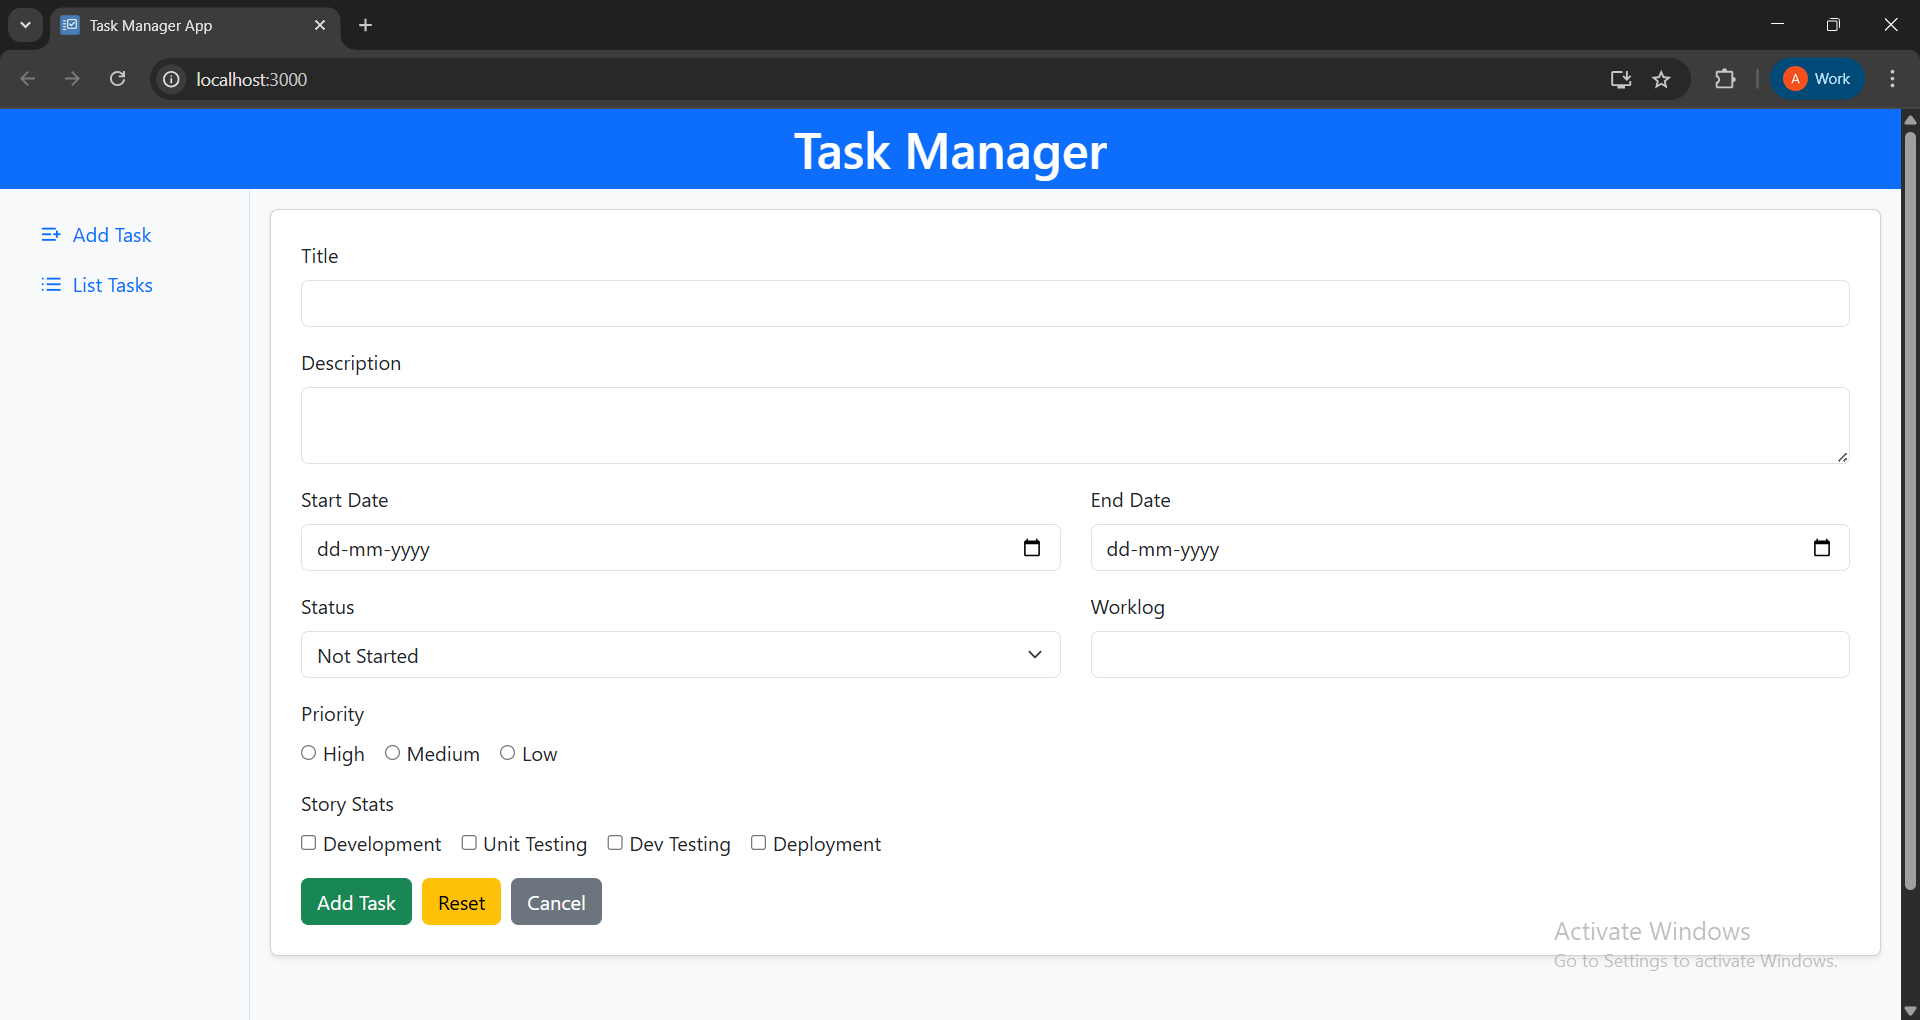 Task Manager App
localhost:3000
A Work
Task Manager
Add Task
List Tasks
Title
Description
Start Date End Date
dd-mm-yyyy dd-mm-yyyy
Status Worklog
Not Started
Priority
High Medium Low
Story Stats
Development Unit Testing Dev Testing Deployment
Add Task Reset Cancel
Activate Windows
Go to Settings to activate Windows.